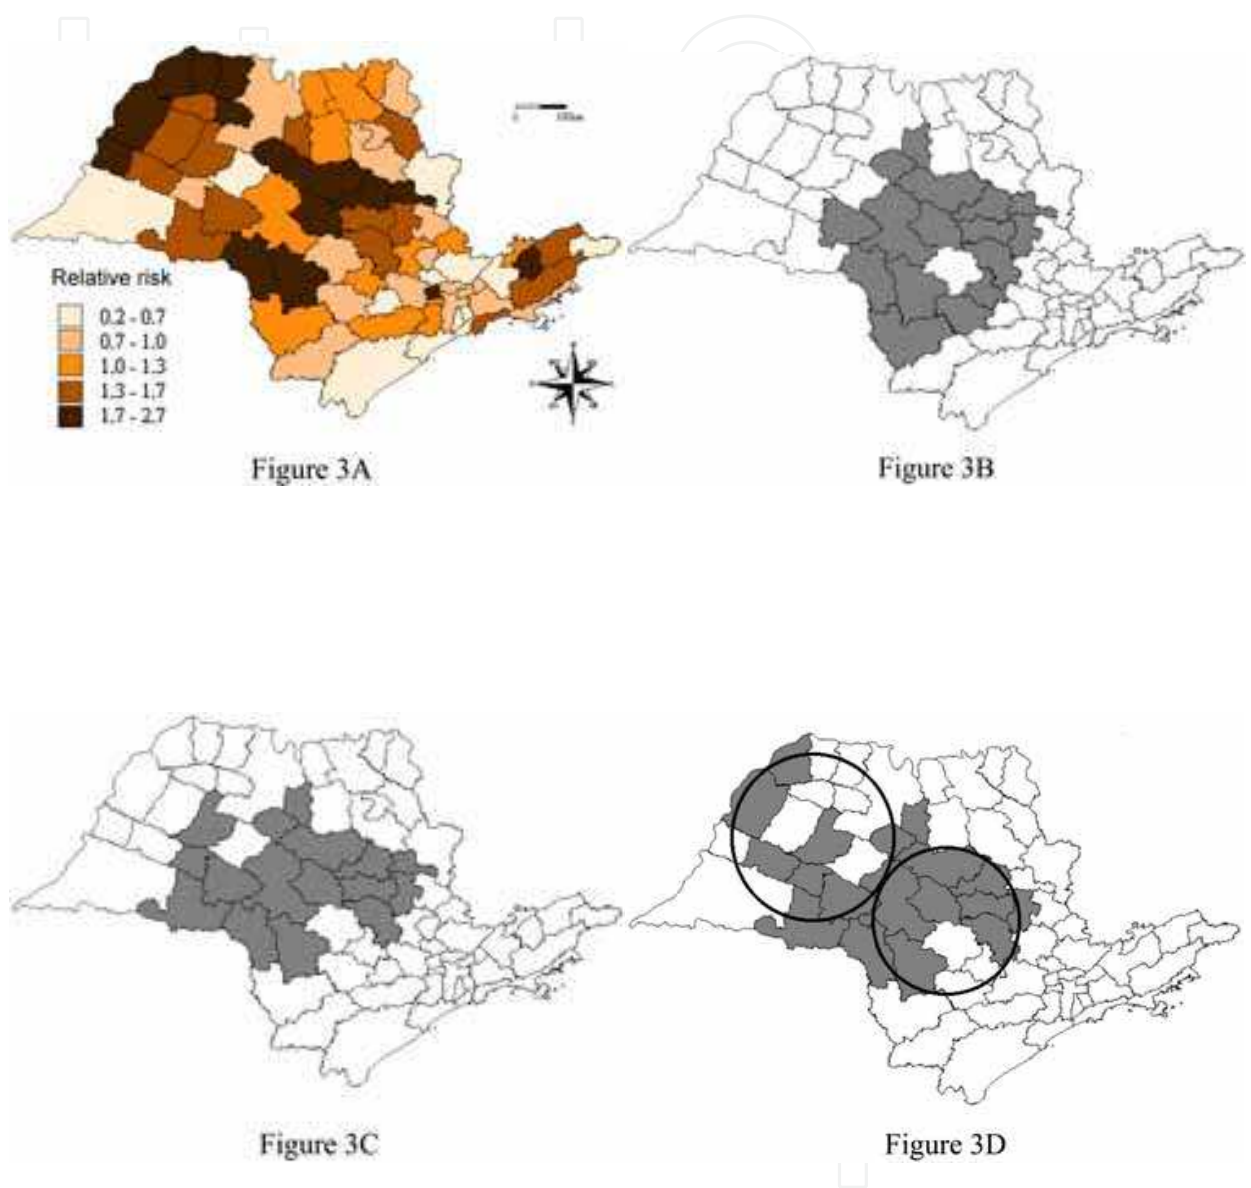 Relative risk
0.2 - 0.7
0.7 - 1.0
1.0 - 1.3
1.3 - 1.7
1.7 - 2.7
Figure 3A
Figure 3B
Figure 3C
Figure 3D